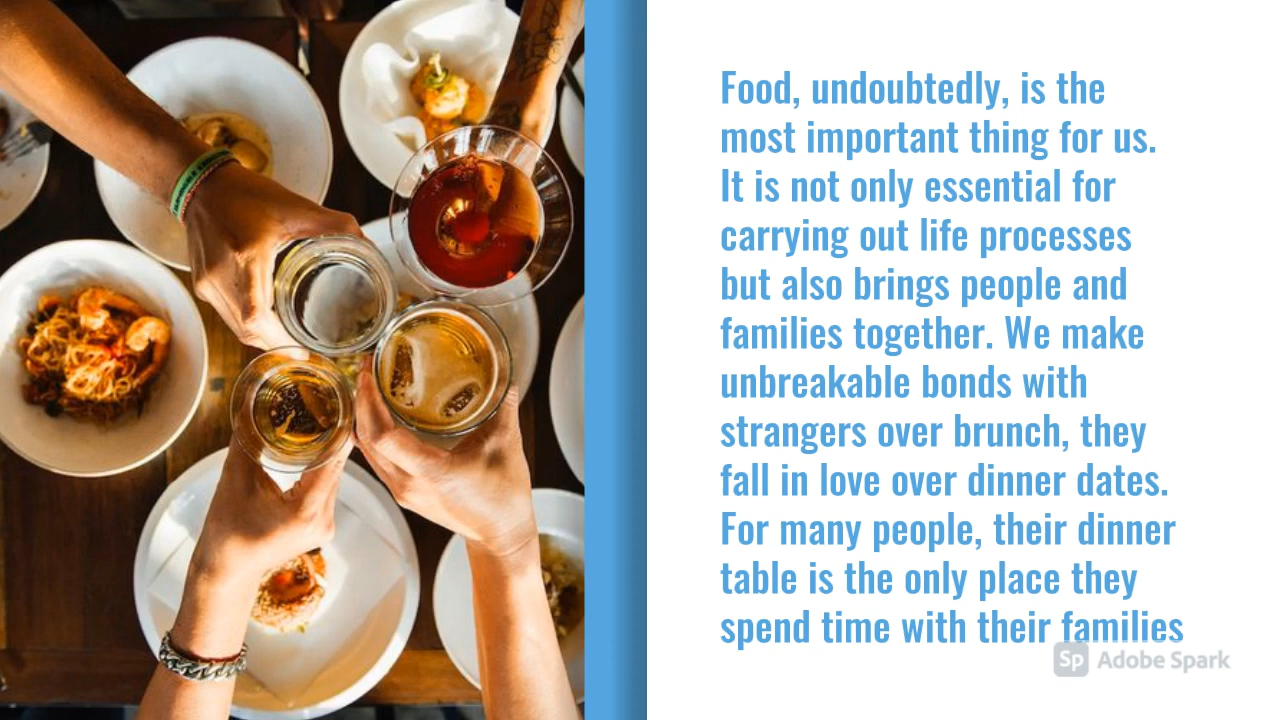 Food, undoubtedly, is the
most important thing for us.
It is not only essential for
carrying out life processes
but also brings people and
families together. We make
unbreakable bonds with
strangers over brunch, they
fall in love over dinner dates.
For many people, their dinner
table is the only place they
spend time with their families
Sp Adobe Spark